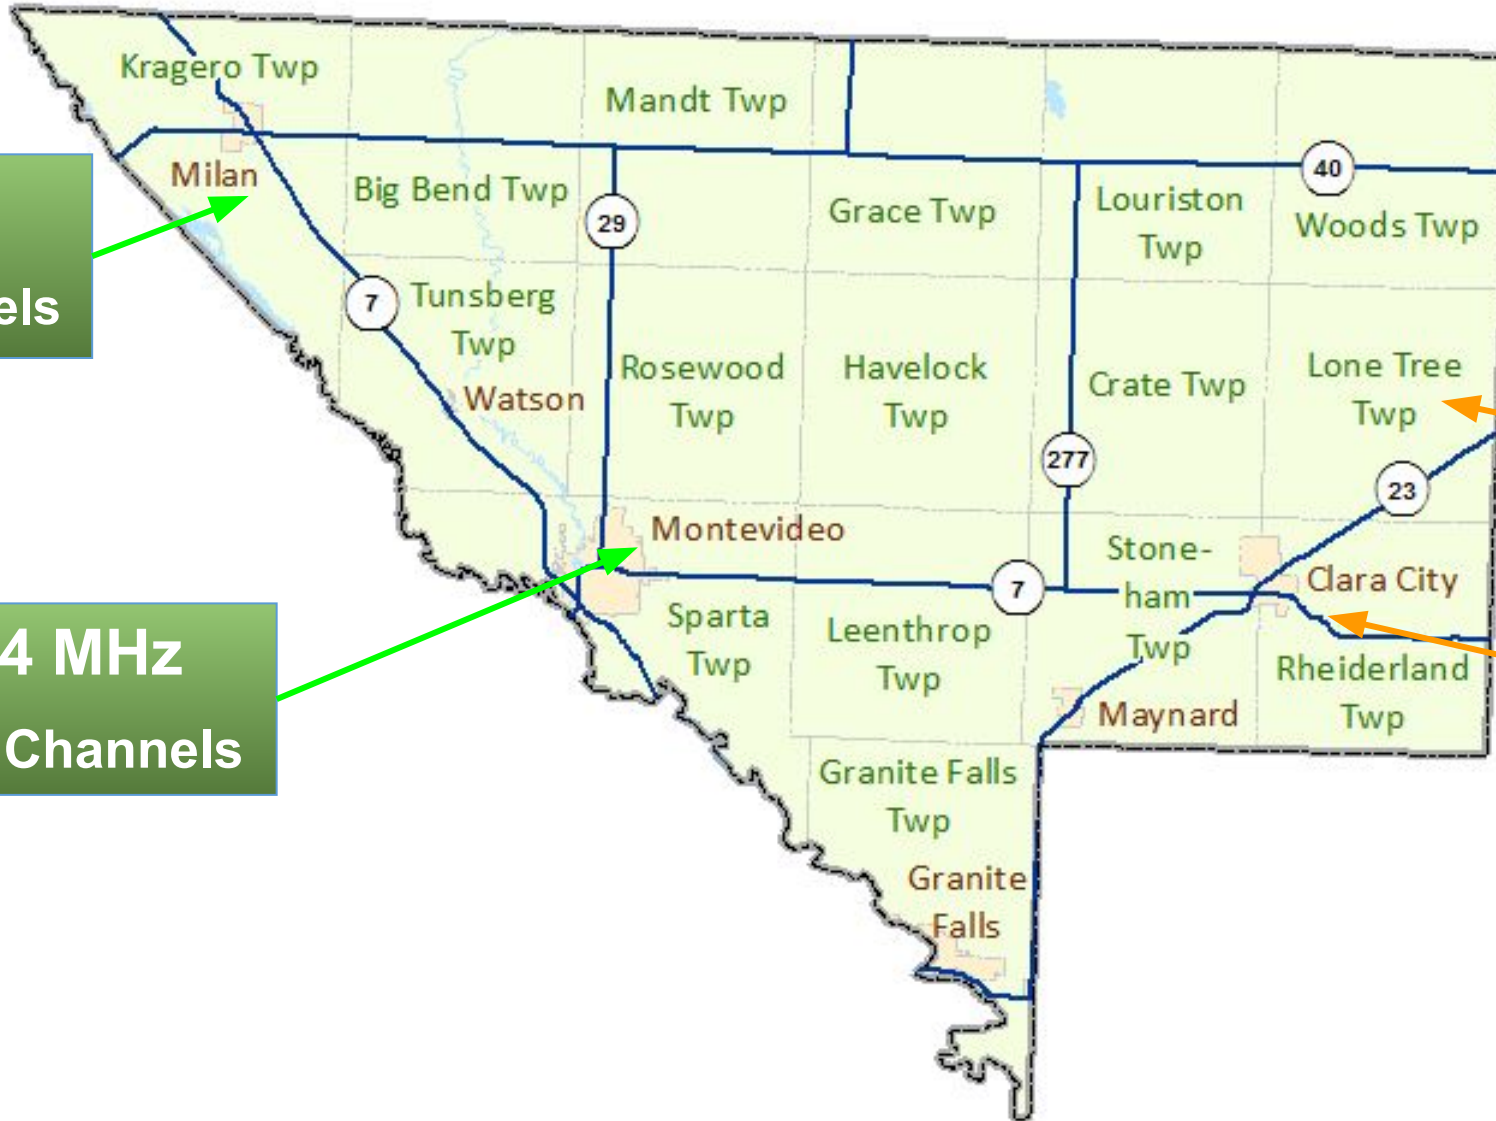 Kragero Twp
Mandt Twp
Milan
Big Bend Twp
29
Grace Twp
Louriston
Twp
40
Woods Twp
7
Tunsberg
Twp
Watson
Rosewood
Twp
Havelock
Twp
Crate Twp
Lone Tree
Twp
277
23
Montevideo
7
Stone-
ham
Twp
Clara City
Sparta
Twp
Leenthrop
Twp
Maynard
Rheiderland
Twp
4 MHz
Channels
Granite Falls
Twp
Granite
Falls
els